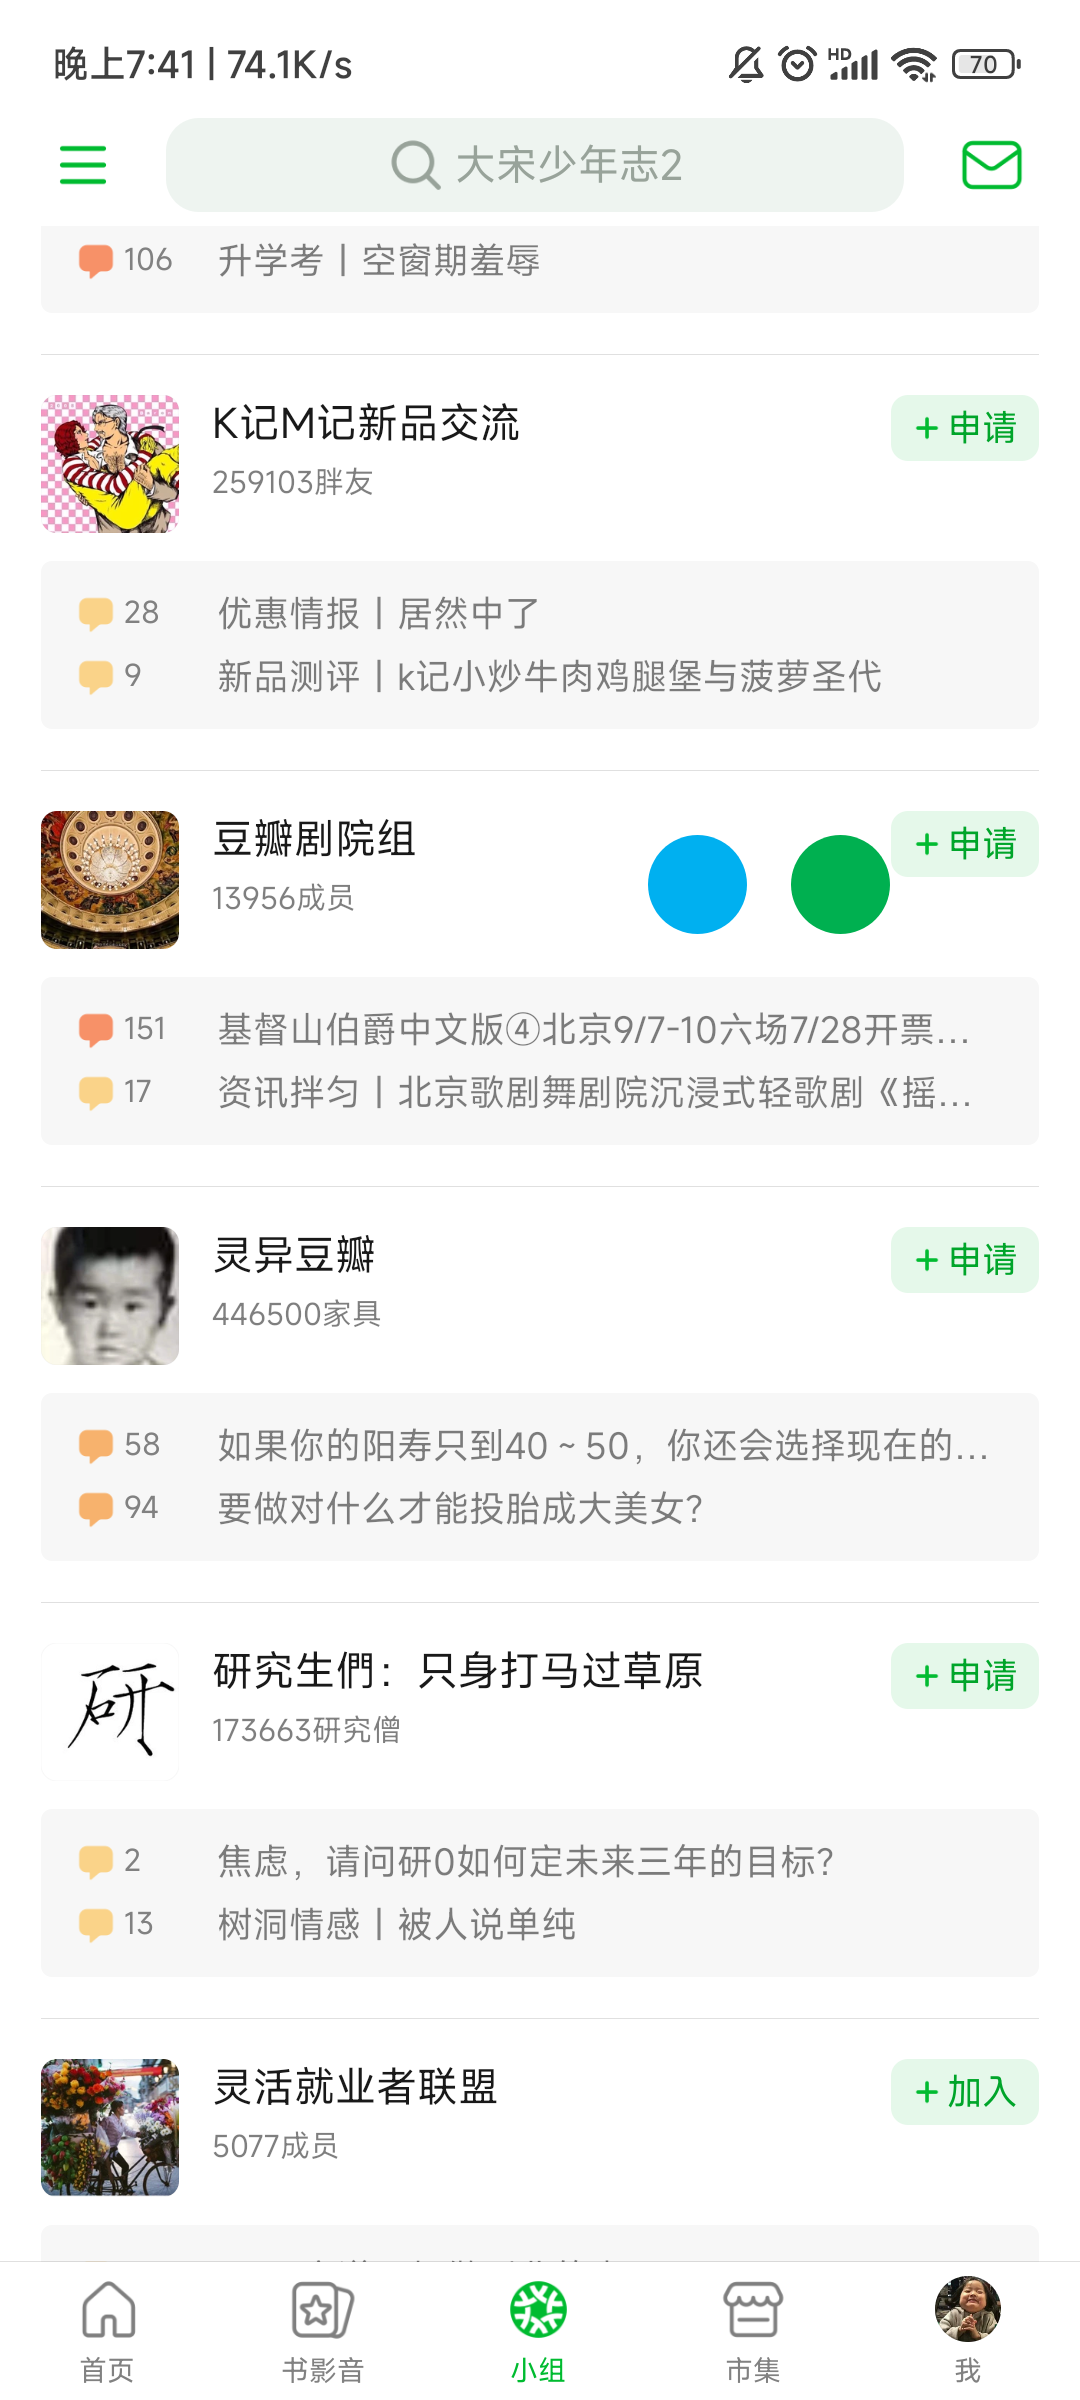 晚上7:41 | 74.1K/s
HD
70
大宋少年志2
106 升学考丨空窗期羞辱
K记M记新品交流
+ 申请
259103胖友
28 优惠情报丨居然中了
9 新品测评丨k记小炒牛肉鸡腿堡与菠萝圣代
豆瓣剧院组
+ 申请
13956成员
151 基督山伯爵中文版④北京9/7-10六场7/28开票...
17 资讯拌匀丨北京歌剧舞剧院沉浸式轻歌剧《摇...
灵异豆瓣
+ 申请
446500家具
58 如果你的阳寿只到40 ~ 50，你还会选择现在的...
94 要做对什么才能投胎成大美女？
研
研究生們：只身打马过草原
+ 申请
173663研究僧
2 焦虑，请问研0如何定未来三年的目标？
13 树洞情感丨被人说单纯
灵活就业者联盟
+ 加入
5077成员
首页
书影音
小组
市集
我